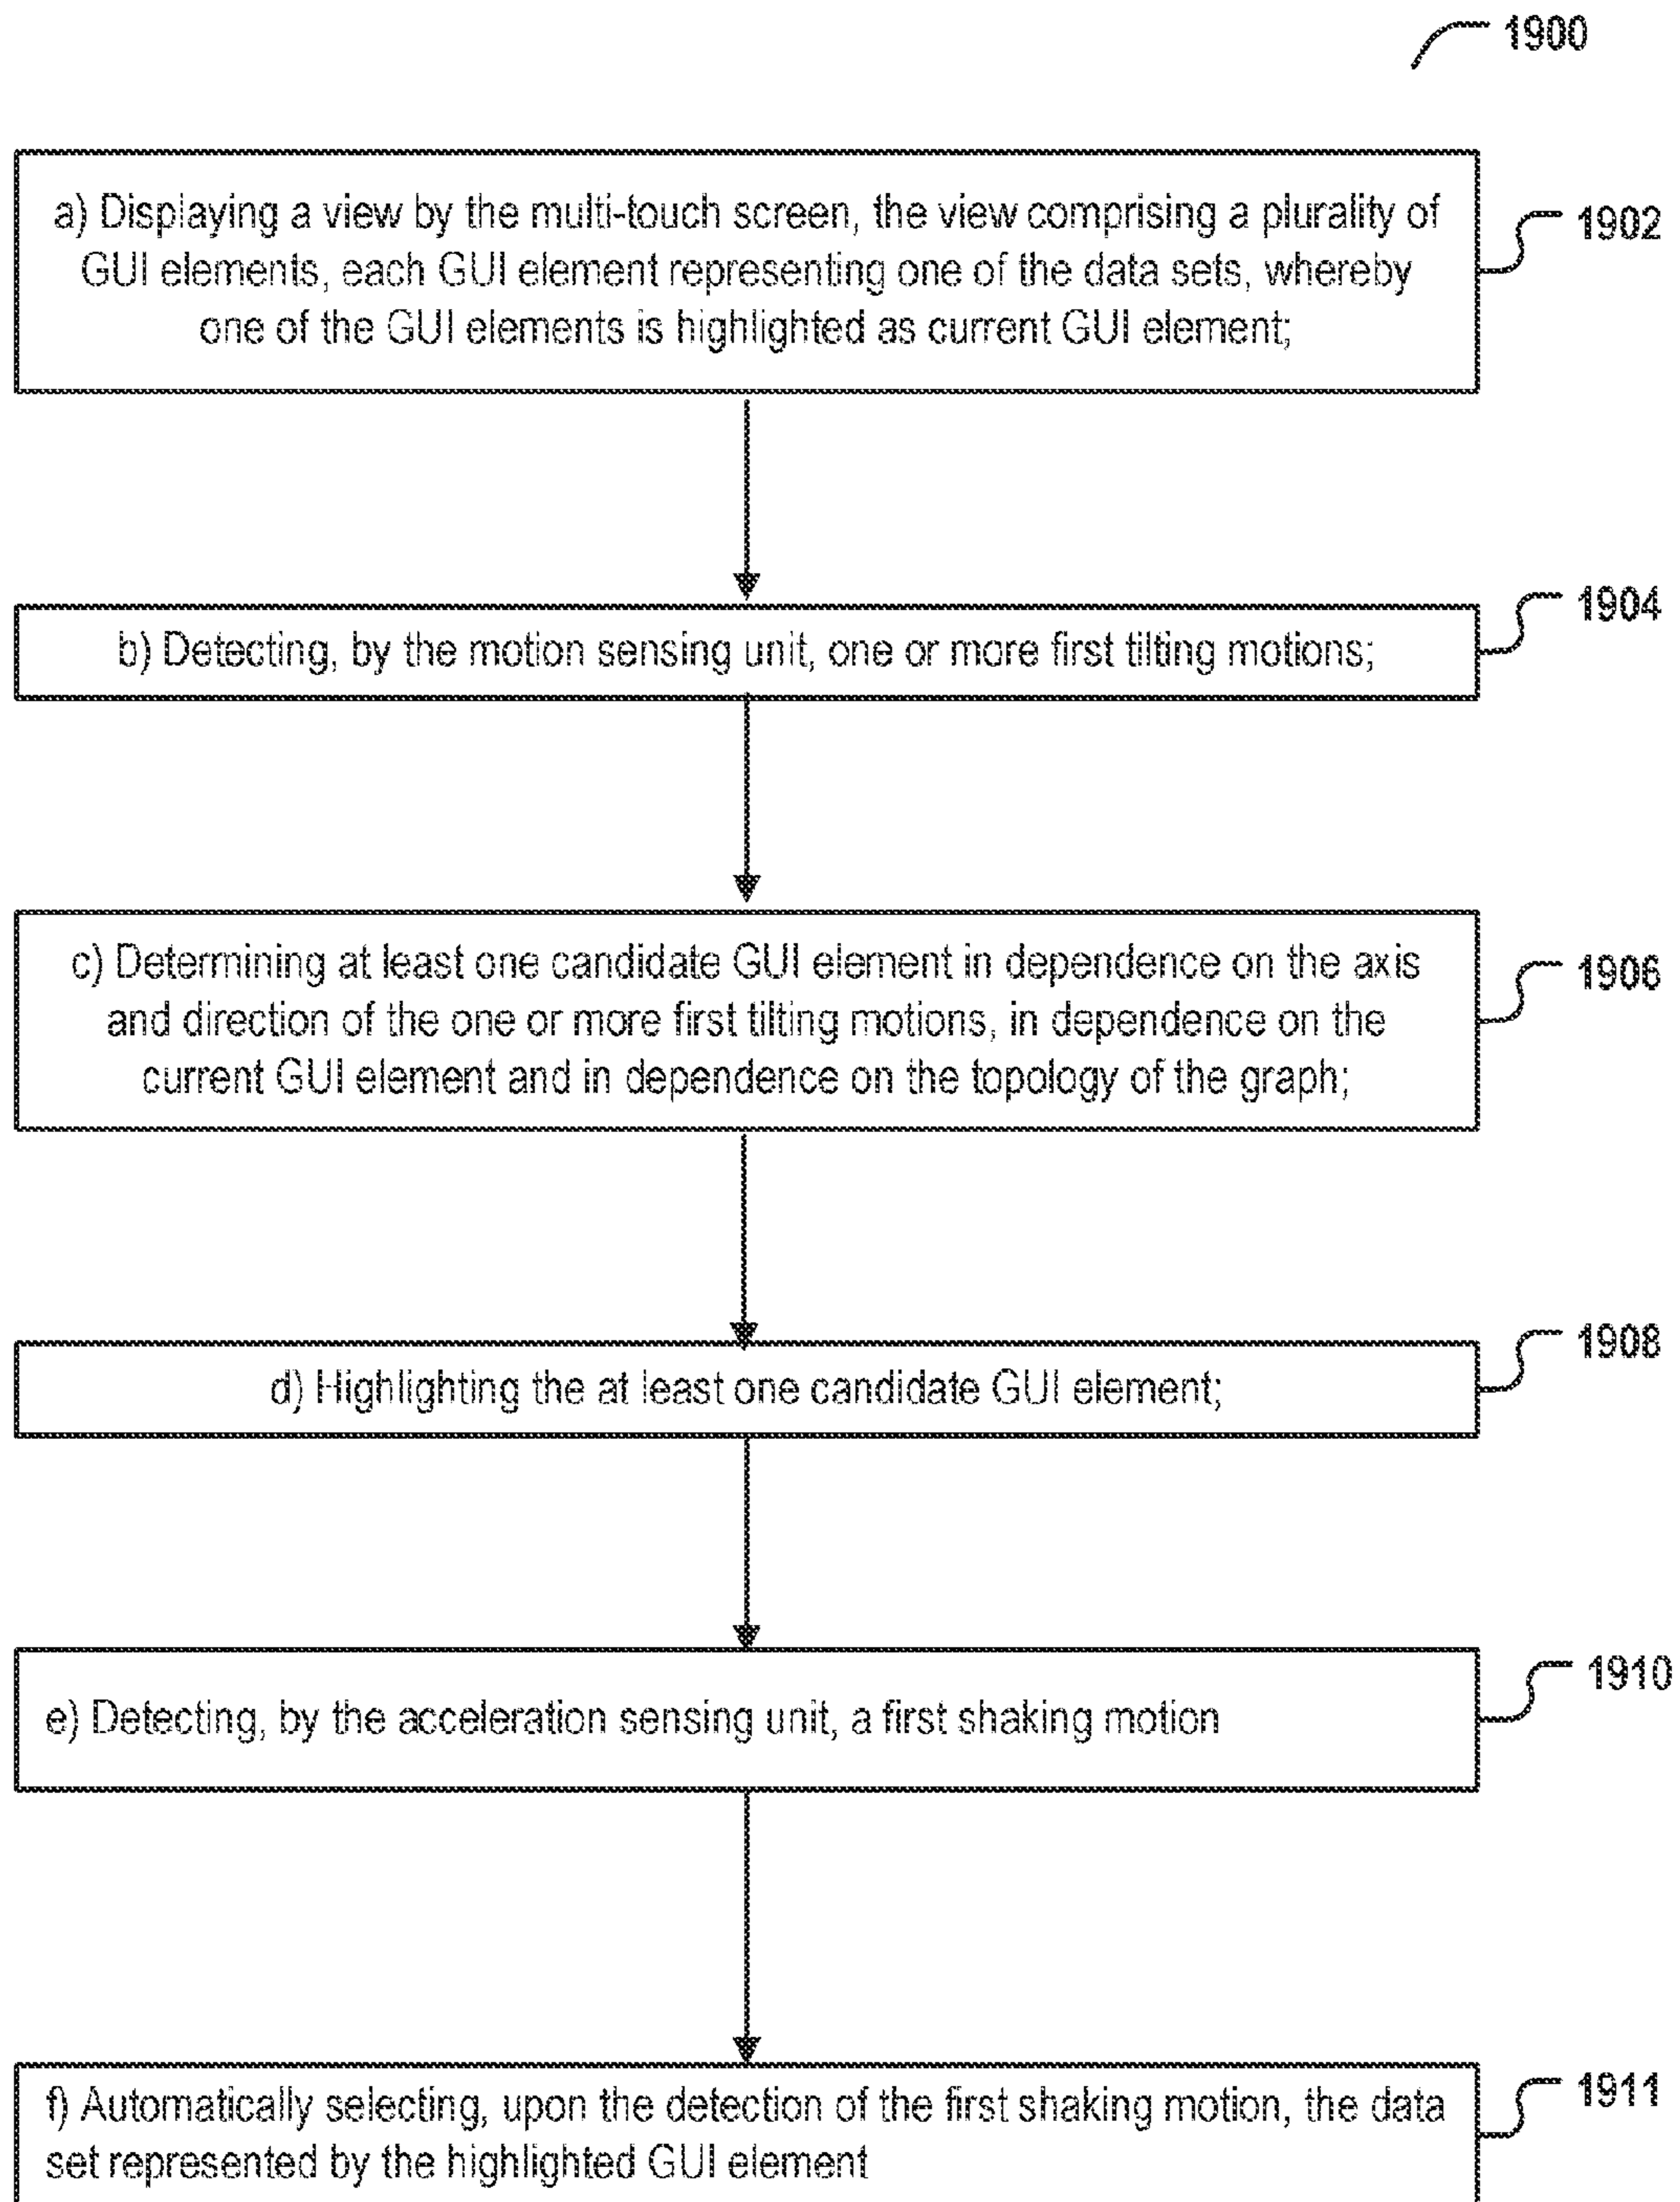 1900
a) Displaying a view by the multi-touch screen, the view comprising a plurality of
GUI elements, each GUI element representing one of the data sets, whereby
one of the GUI elements is highlighted as current GUI element;
1902
b) Detecting, by the motion sensing unit, one or more first tilting motions;
1904
c) Determining at least one candidate GUI element in dependence on the axis
and direction of the one or more first tilting motions, in dependence on the
current GUI element and in dependence on the topology of the graph;
1906
d) Highlighting the at least one candidate GUI element;
1908
e) Detecting, by the acceleration sensing unit, a first shaking motion
1910
f) Automatically selecting, upon the detection of the first shaking motion, the data
set represented by the highlighted GUI element
1911